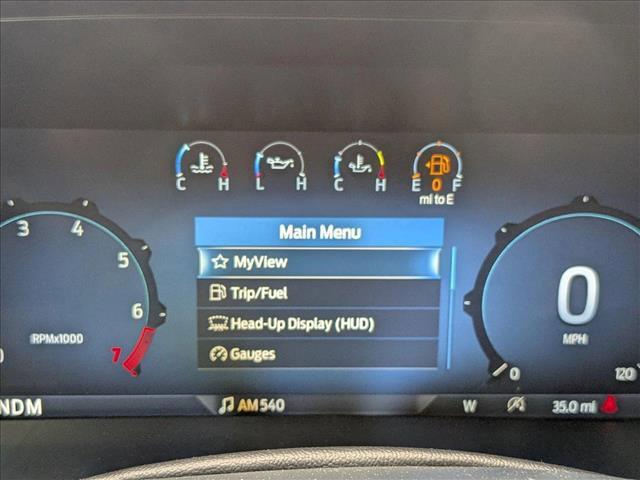 C H L H C H E 0 F
mi to E
Main Menu
MyView
Trip/Fuel
Head-Up Display (HUD)
Gauges
3 4 5 6 7
RPMx1000
0
MPH
0 120
NDM
AM 540
W
35.0 mi